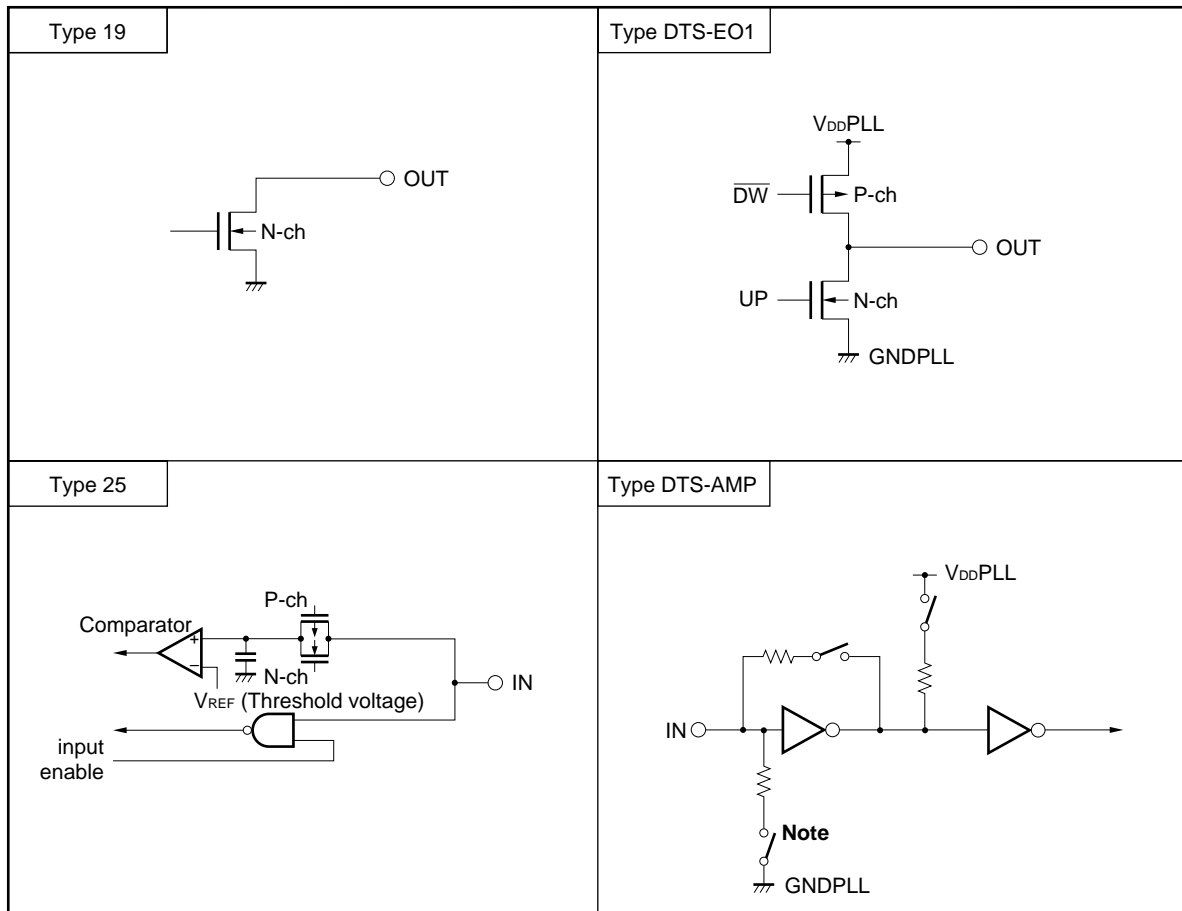 Type 19
OUT
N-ch
Type DTS-EO1
VDDPLL
DW
P-ch
OUT
UP
N-ch
GNDPLL
Type 25
P-ch
Comparator
+
−
N-ch
VREF (Threshold voltage)
IN
input
enable
Type DTS-AMP
VDDPLL
IN
Note
GNDPLL